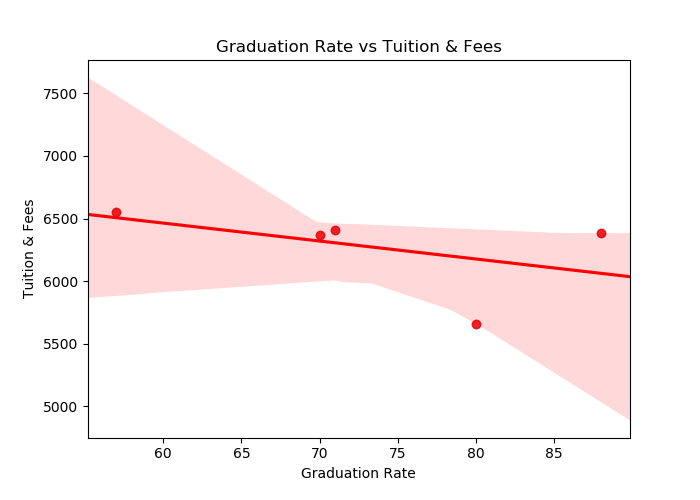 Graduation Rate vs Tuition & Fees
7500
7000
6500
6000
5500
5000
Tuition & Fees
60 65 70 75 80 85
Graduation Rate